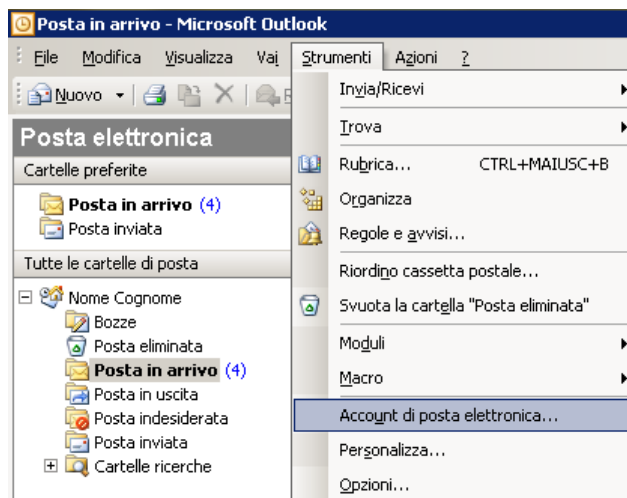 Posta in arrivo - Microsoft Outlook
File Modifica Visualizza Vai Strumenti Azioni ?
Nuovo
Posta elettronica
Cartelle preferite
Posta in arrivo (4)
Posta inviata
Tutte le cartelle di posta
Nome Cognome
Bozze
Posta eliminata
Posta in arrivo (4)
Posta in uscita
Posta indesiderata
Posta inviata
Cartelle ricerche
Invia/Ricevi
Trova
Rubrica... CTRL+MAIUSC+B
Organizza
Regole e avvisi...
Riordino cassetta postale...
Svuota la cartella "Posta eliminata"
Moduli
Macro
Account di posta elettronica...
Personalizza...
Opzioni...